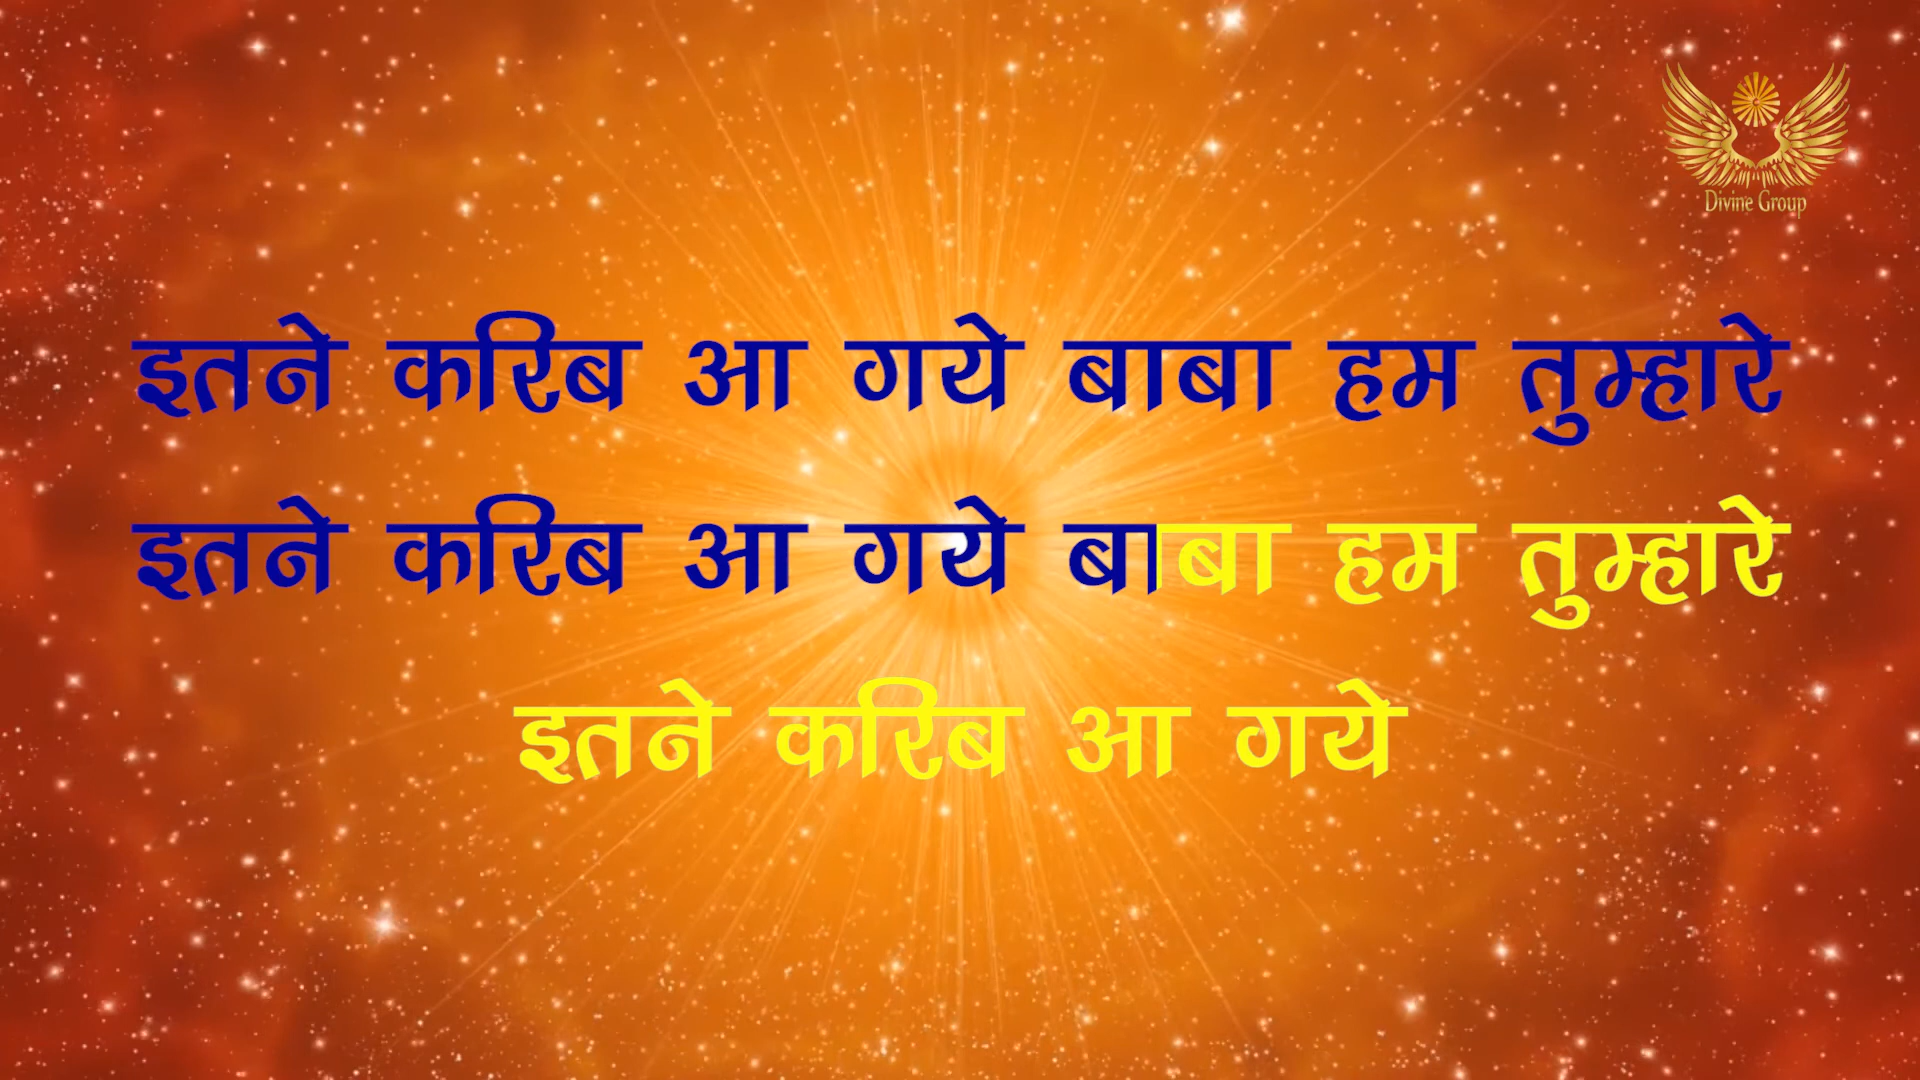 Divine Group
इतने करिब आ गये बाबा हम तुम्हारे
इतने करिब आ गये बाबा हम तुम्हारे
इतने करिब आ गये